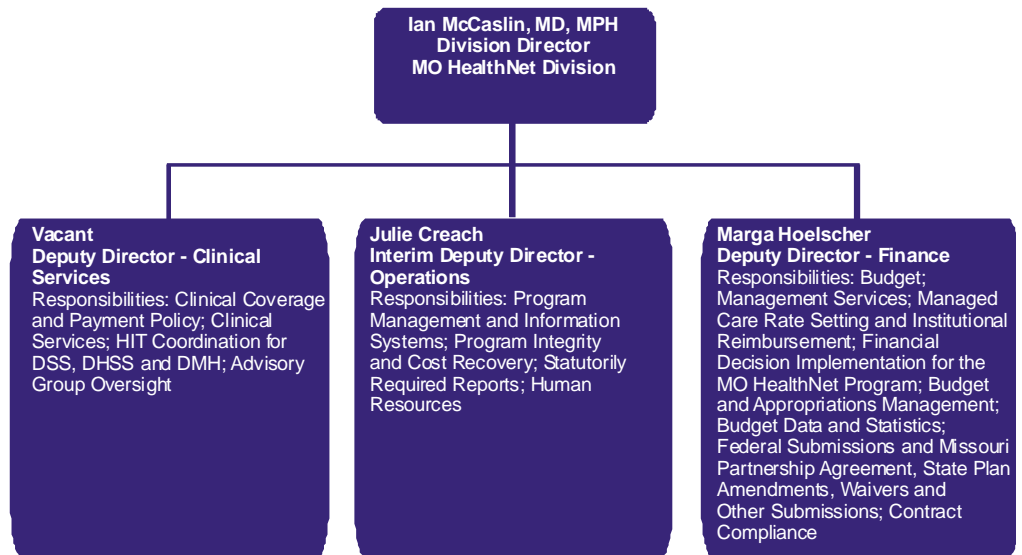 Ian McCaslin, MD, MPH
Division Director
MO HealthNet Division
Vacant
Deputy Director - Clinical
Services
Responsibilities: Clinical Coverage
and Payment Policy; Clinical
Services; HIT Coordination for
DSS, DHSS and DMH; Advisory
Group Oversight
Julie Creach
Interim Deputy Director -
Operations
Responsibilities: Program
Management and Information
Systems; Program Integrity
and Cost Recovery; Statutorily
Required Reports; Human
Resources
Marga Hoelscher
Deputy Director - Finance
Responsibilities: Budget;
Management Services; Managed
Care Rate Setting and Institutional
Reimbursement; Financial
Decision Implementation for the
MO HealthNet Program; Budget
and Appropriations Management;
Budget Data and Statistics;
Federal Submissions and Missouri
Partnership Agreement, State Plan
Amendments, Waivers and
Other Submissions; Contract
Compliance